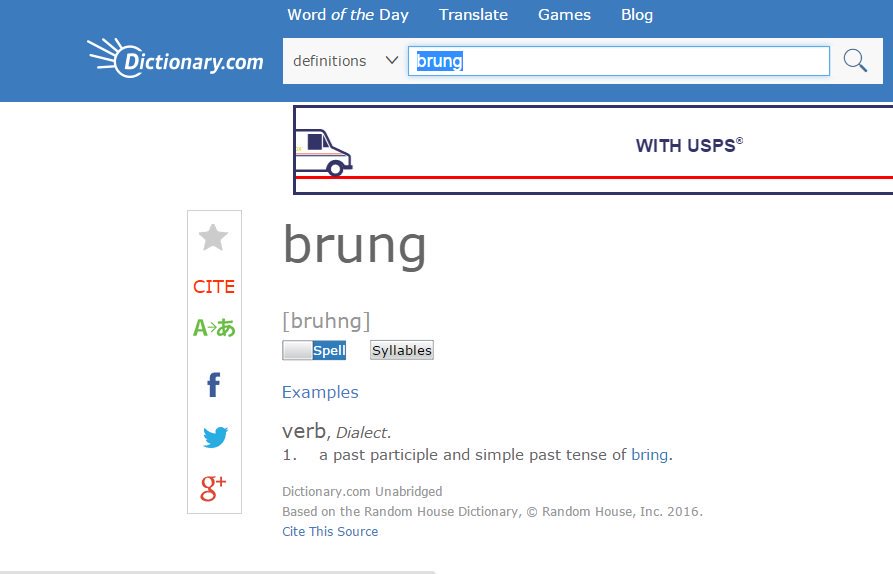 Word of the Day Translate Games Blog
Dictionary.com definitions brung
WITH USPS®
brung
CITE
A→あ
[bruhng]
Spell Syllables
Examples
f
verb, Dialect.
1. a past participle and simple past tense of bring.
g+
Dictionary.com Unabridged
Based on the Random House Dictionary, © Random House, Inc. 2016.
Cite This Source